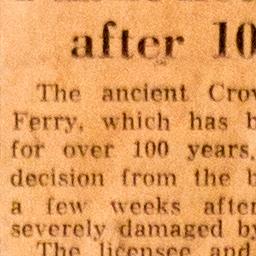 after 10
The ancient Crow
Ferry, which has b
for over 100 years,
decision from the b
a few weeks after
severely damaged by
The licensee and